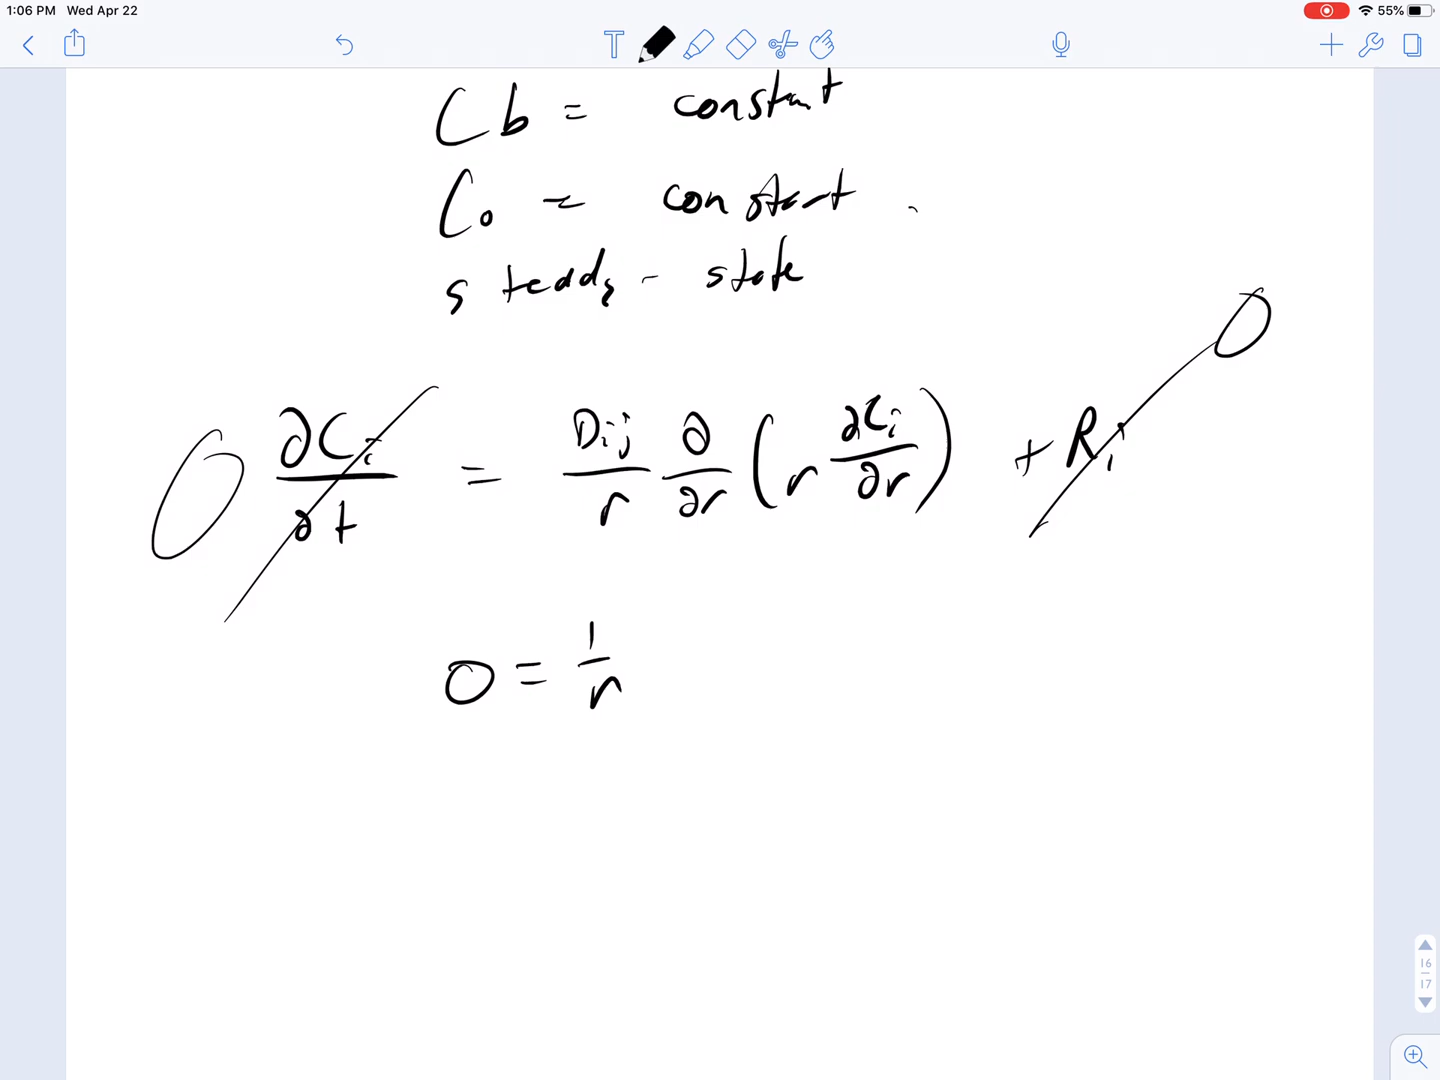 1:06 PM Wed Apr 22
55%
T
Cb = constant
C₀ = constant
steady-state
0 ∂Cᵢ/∂t = Dᵢⱼ/r ∂/∂r (r ∂Cᵢ/∂r) + Rᵢ 0
0 = 1/r
16
17